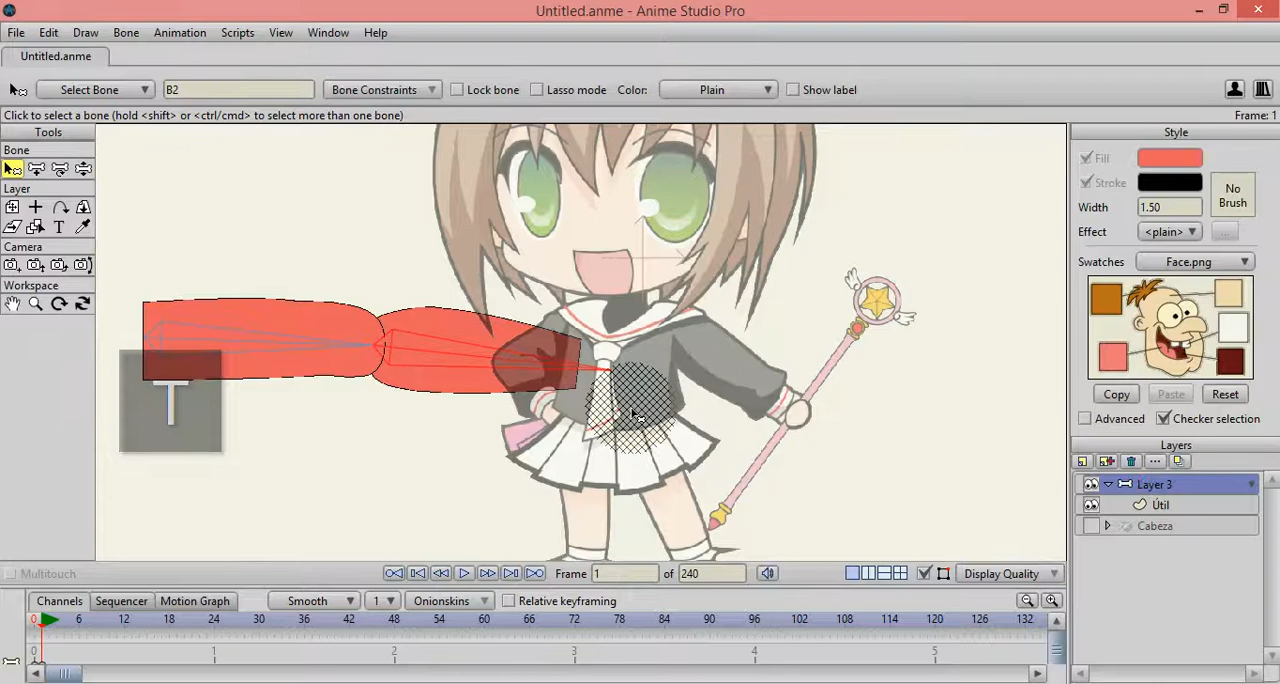 Untitled.anme - Anime Studio Pro
File Edit Draw Bone Animation Scripts View Window Help
Untitled.anme
Select Bone B2 Bone Constraints Lock bone Lasso mode Color: Plain Show label
Click to select a bone (hold <shift> or <ctrl/cmd> to select more than one bone) Frame: 1
Tools
Bone
Layer
Camera
Workspace
T
Style
Fill
Stroke
No Brush
Width 1.50
Effect <plain> ...
Swatches Face.png
Copy Paste Reset
Advanced Checker selection
Layers
Layer 3
Útil
Cabeza
Multitouch Frame 1 of 240 Display Quality
Channels Sequencer Motion Graph Smooth 1 Onionskins Relative keyframing
0 6 12 18 24 30 36 42 48 54 60 66 72 78 84 90 96 102 108 114 120 126 132
0 1 2 3 4 5